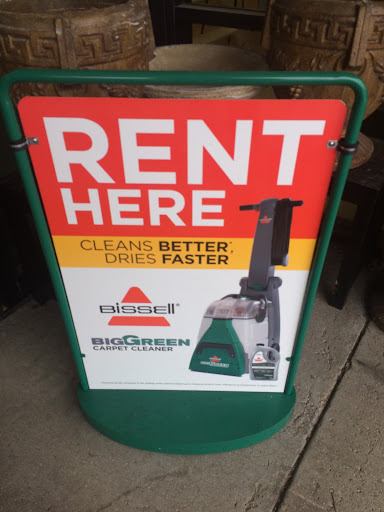 RENT
HERE
CLEANS BETTER,
DRIES FASTER
BISSELL®
BIGGREEN
CARPET CLEANER